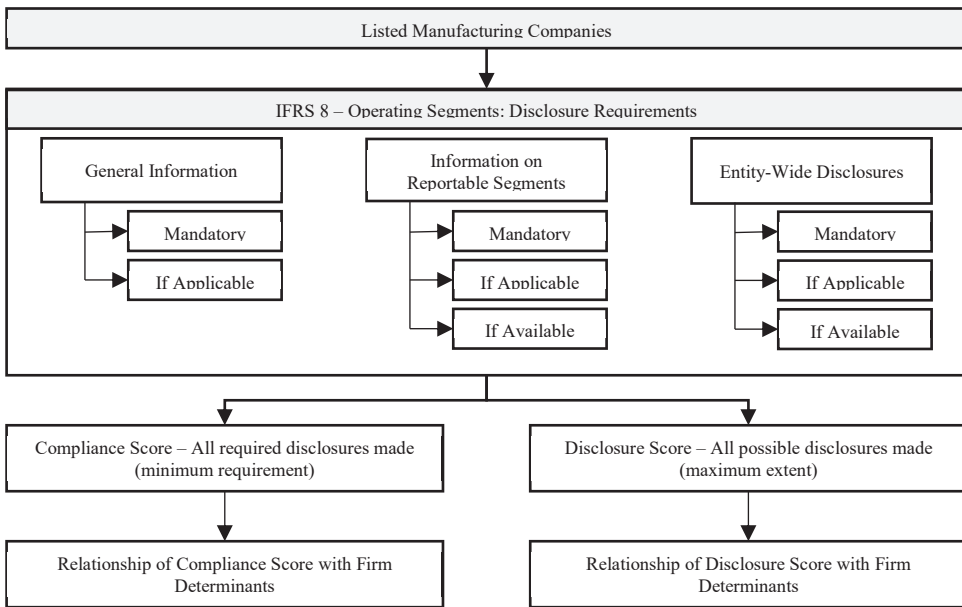 Listed Manufacturing Companies
IFRS 8 – Operating Segments: Disclosure Requirements
General Information
Mandatory
If Applicable
Information on
Reportable Segments
Mandatory
If Applicable
If Available
Entity-Wide Disclosures
Mandatory
If Applicable
If Available
Compliance Score – All required disclosures made
(minimum requirement)
Disclosure Score – All possible disclosures made
(maximum extent)
Relationship of Compliance Score with Firm
Determinants
Relationship of Disclosure Score with Firm
Determinants